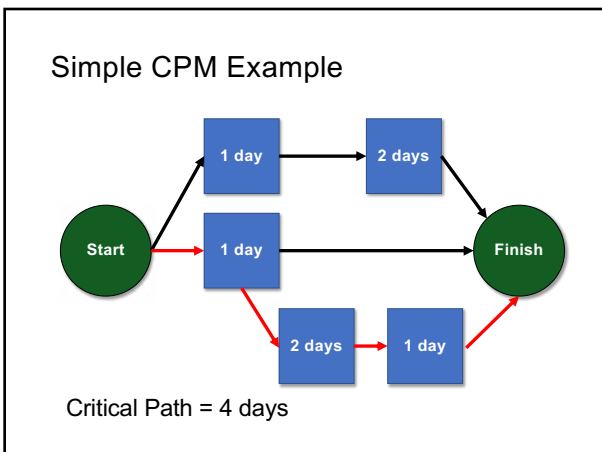 Simple CPM Example
1 day
2 days
Start
1 day
Finish
2 days
1 day
Critical Path = 4 days